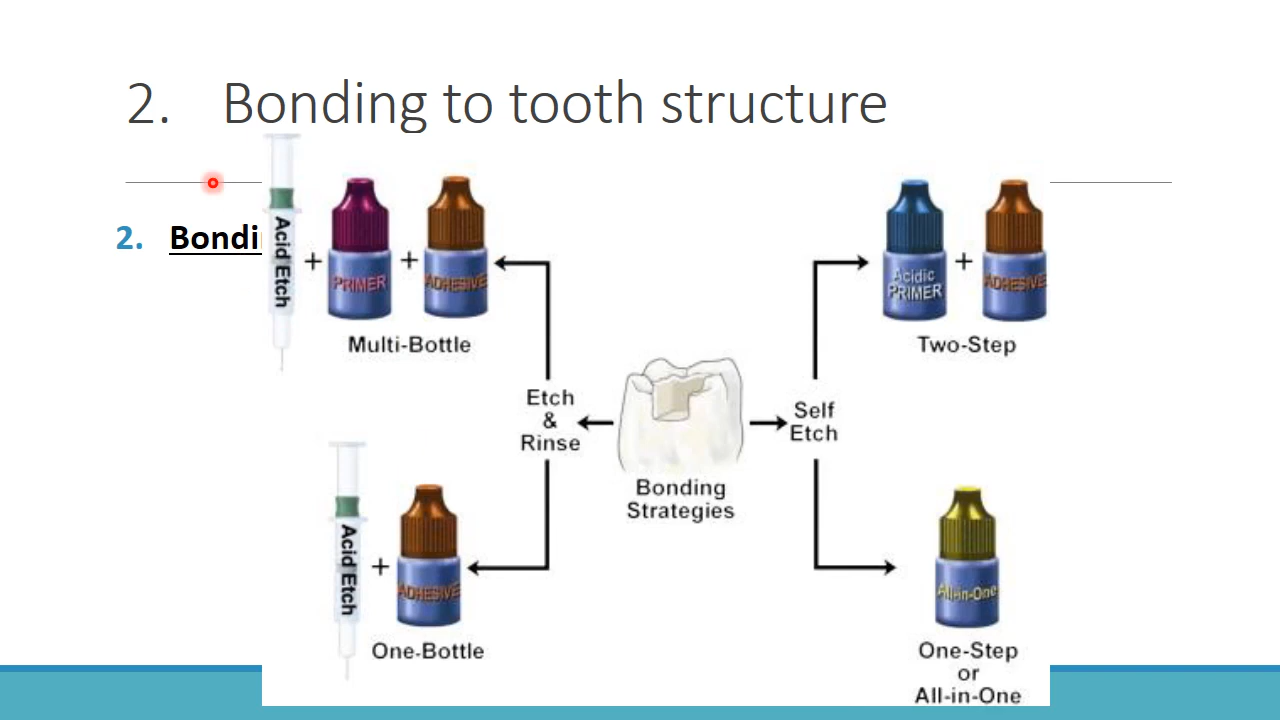 2. Bonding to tooth structure
2. Bondi
Acid Etch
+
PRIMER
+
ADHESIVE
Multi-Bottle
Acidic
PRIMER
+
ADHESIVE
Two-Step
Etch
&
Rinse
Self
Etch
Bonding
Strategies
Acid Etch
+
ADHESIVE
One-Bottle
All-in-One
One-Step
or
All-in-One